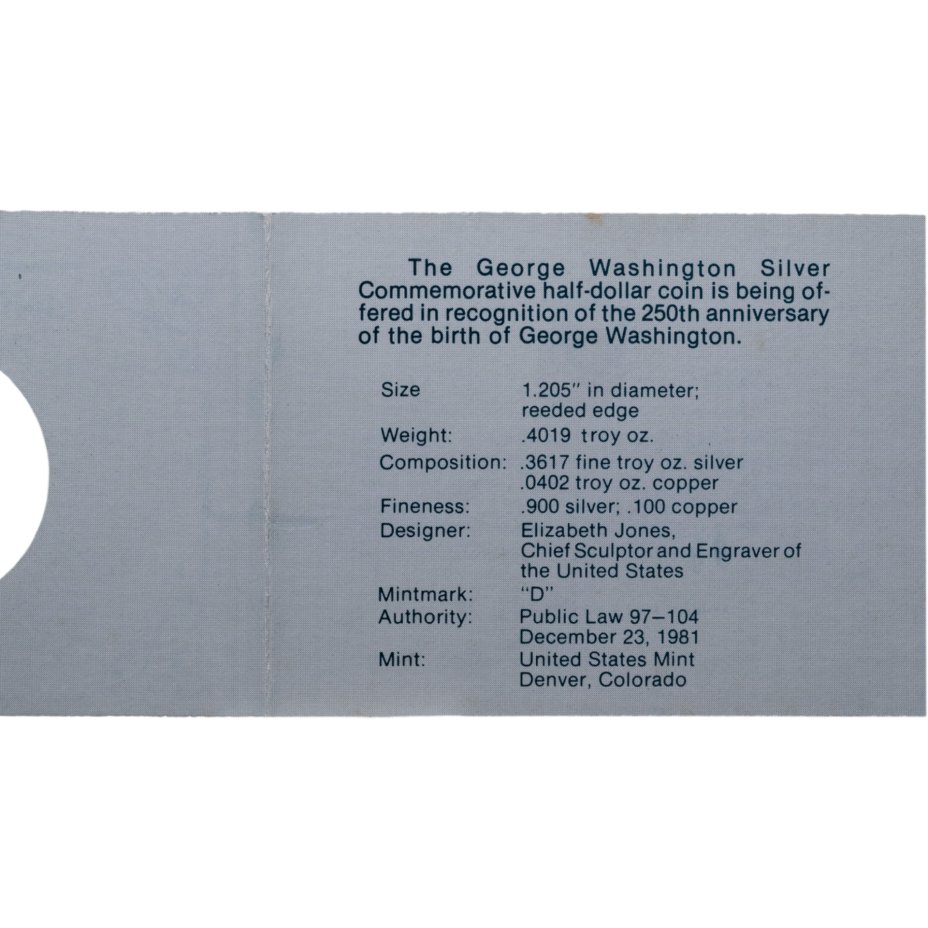 The George Washington Silver
Commemorative half-dollar coin is being of-
fered in recognition of the 250th anniversary
of the birth of George Washington.
Size 1.205" in diameter;
reeded edge
Weight: .4019 troy oz.
Composition: .3617 fine troy oz. silver
.0402 troy oz. copper
Fineness: .900 silver; .100 copper
Designer: Elizabeth Jones,
Chief Sculptor and Engraver of
the United States
Mintmark: "D"
Authority: Public Law 97–104
December 23, 1981
Mint: United States Mint
Denver, Colorado